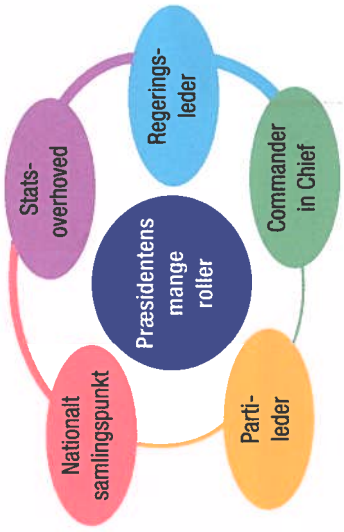 Præsidentens
mange
roller
Stats-
overhoved
Regerings-
leder
Commander
in Chief
Parti-
leder
Nationalt
samlingspunkt